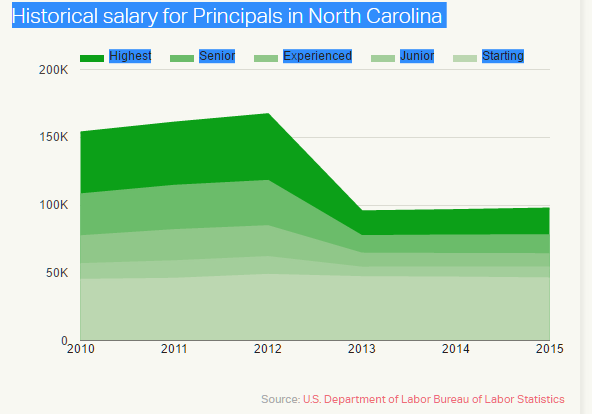 Historical salary for Principals in North Carolina
Highest Senior Experienced Junior Starting
200K
150K
100K
50K
0
2010 2011 2012 2013 2014 2015
Source: U.S. Department of Labor Bureau of Labor Statistics